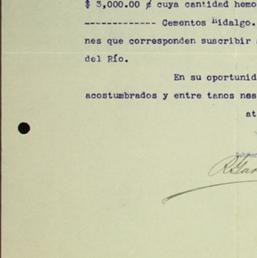 $ 3,000.00 ₡ cuya cantidad hemo
------------ Cementos Hidalgo.
nes que corresponden suscribir
del Río.
En su oportunid
acostumbrados y entre tanos nos
at